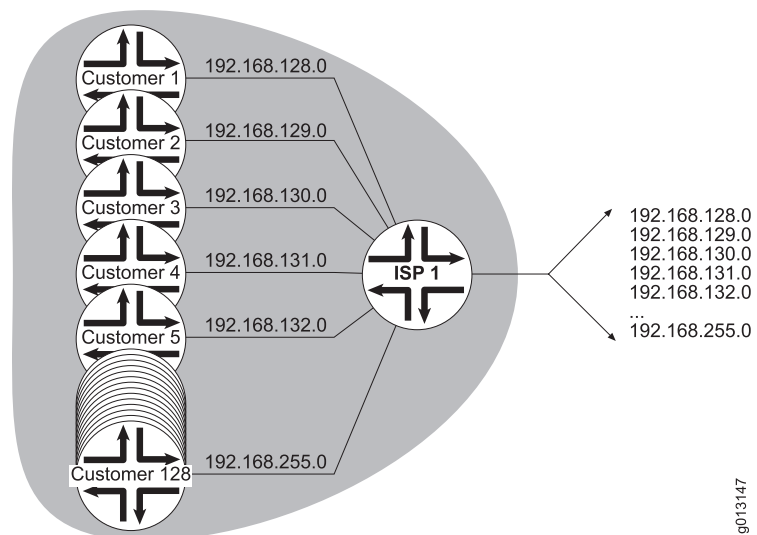 Customer 1
192.168.128.0
Customer 2
192.168.129.0
Customer 3
192.168.130.0
Customer 4
192.168.131.0
Customer 5
192.168.132.0
Customer 128
192.168.255.0
ISP 1
192.168.128.0
192.168.129.0
192.168.130.0
192.168.131.0
192.168.132.0
...
192.168.255.0
g013147